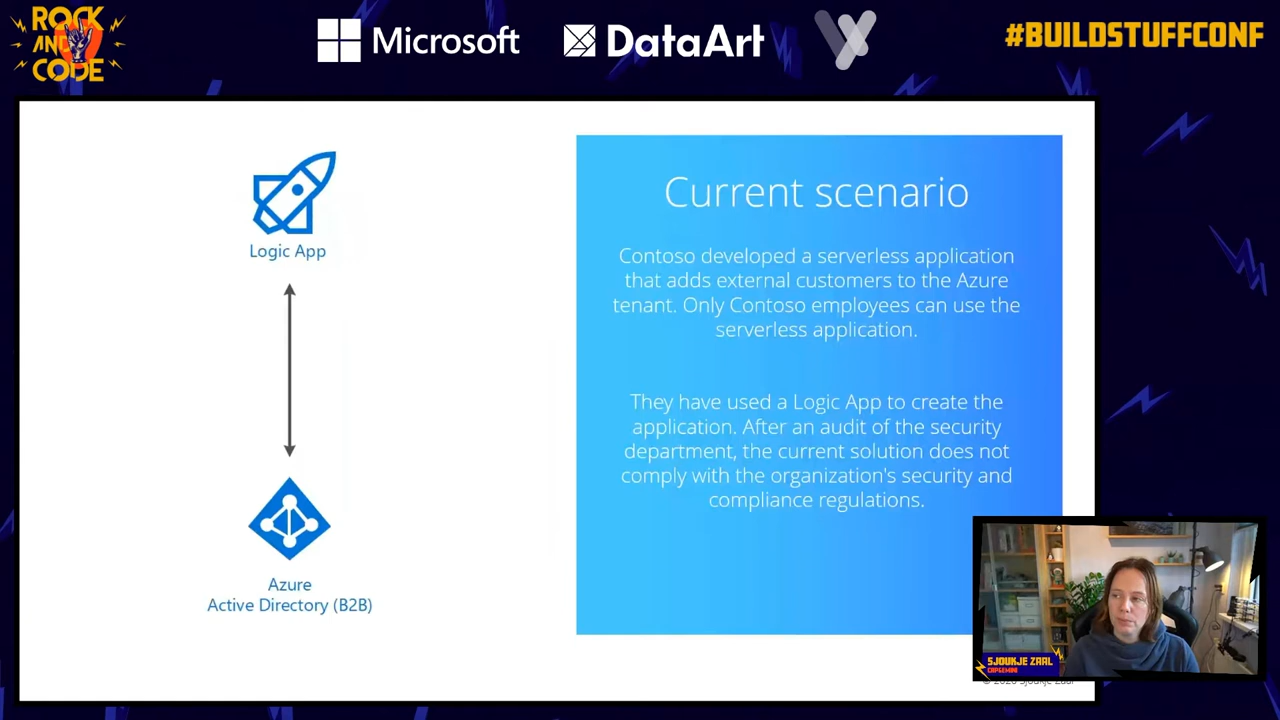 ROCK
AND
CODE
Microsoft
DataArt
#BUILDSTUFFCONF
Logic App
Azure
Active Directory (B2B)
Current scenario
Contoso developed a serverless application
that adds external customers to the Azure
tenant. Only Contoso employees can use the
serverless application.
They have used a Logic App to create the
application. After an audit of the security
department, the current solution does not
comply with the organization's security and
compliance regulations.
SJOUKJE ZAAL
CAPGEMINI